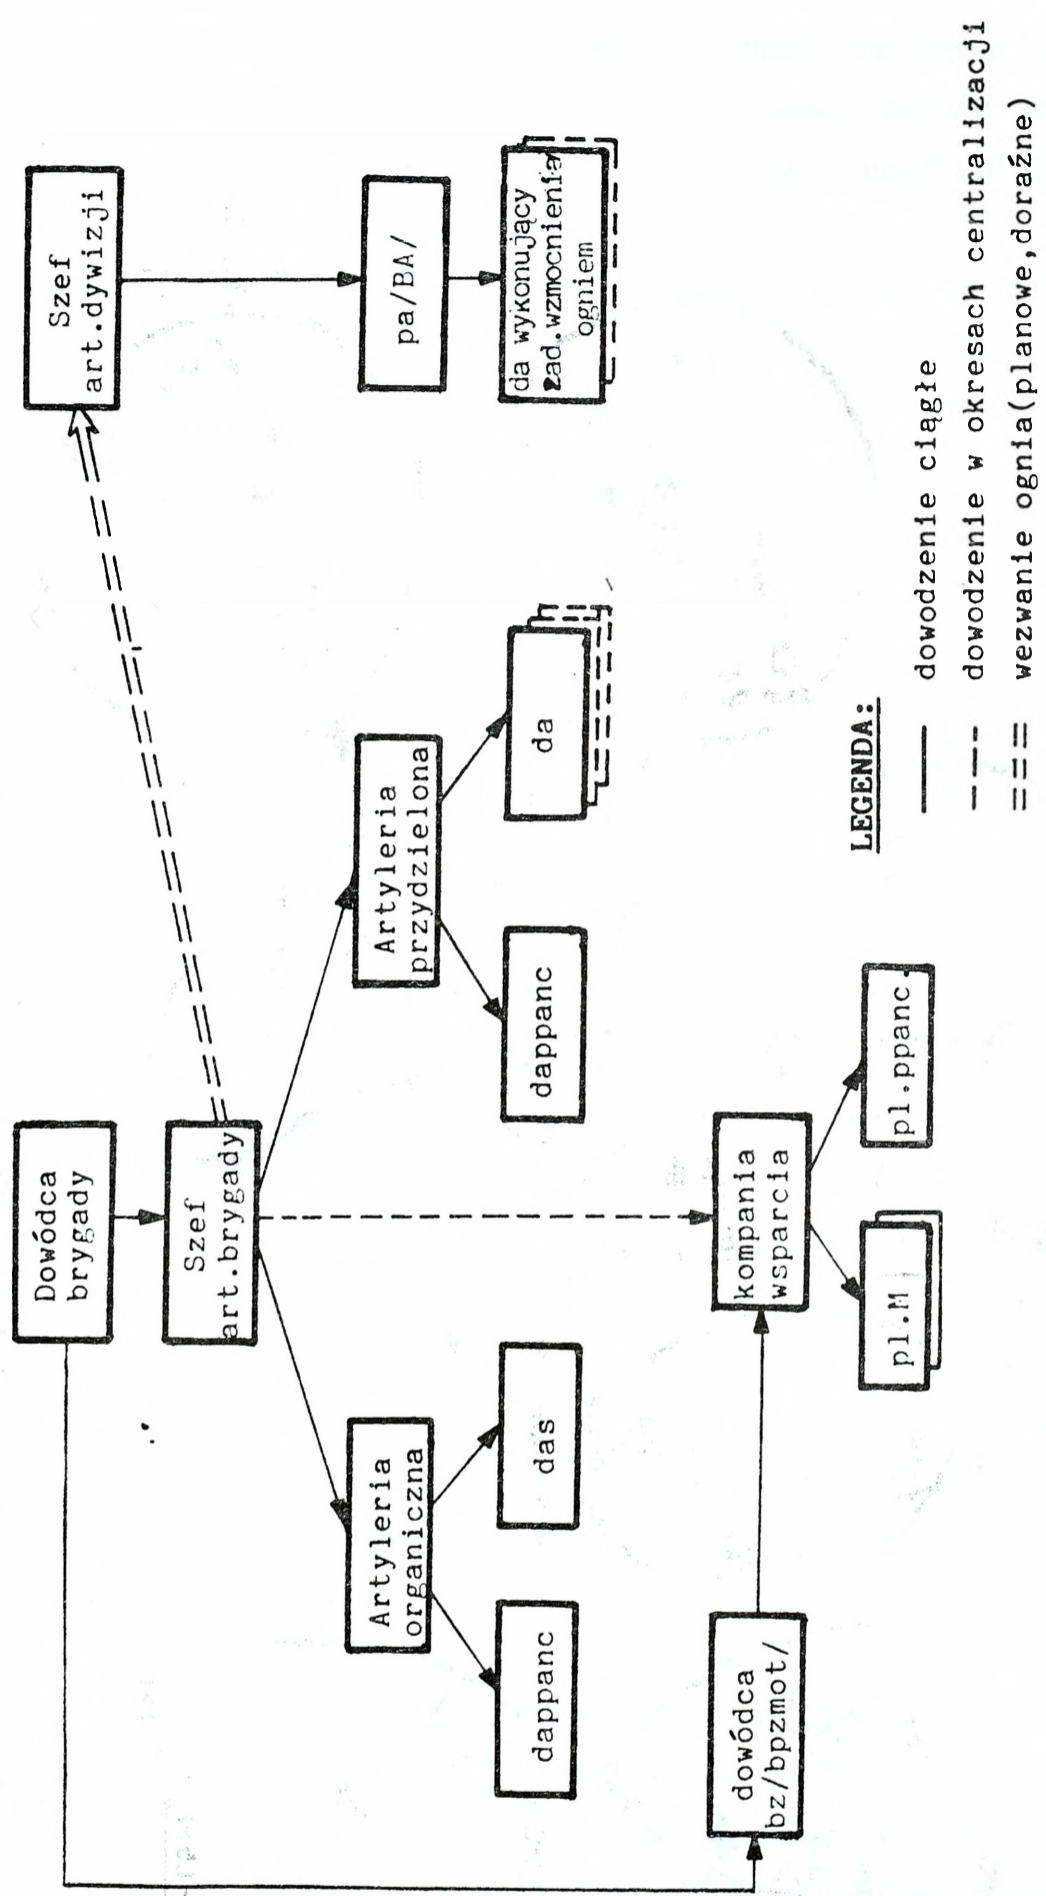 Dowódca
brygady
Szef
art.brygady
Szef
art.dywizji
Artyleria
organiczna
Artyleria
przydzielona
pa/BA/
dappanc
das
dappanc
da
da wykonujący
zad.wzmocnienia
ogniem
dowódca
bz/bpzmot/
kompania
wsparcia
pl.M
pl.ppanc.
LEGENDA:
dowodzenie ciągłe
dowodzenie w okresach centralizacji
wezwanie ognia(planowe,doraźne)